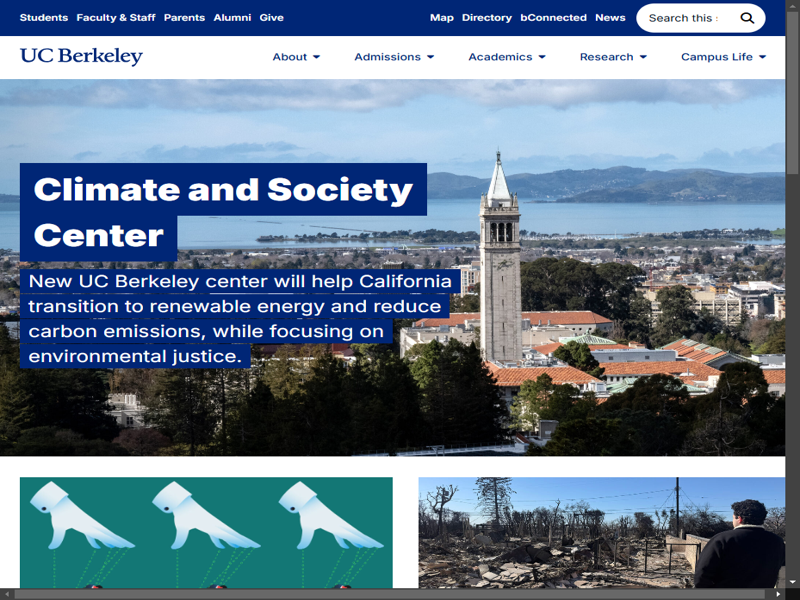 Students Faculty & Staff Parents Alumni Give
Map Directory bConnected News Search this
UC Berkeley
About Admissions Academics Research Campus Life
Climate and Society
Center
New UC Berkeley center will help California
transition to renewable energy and reduce
carbon emissions, while focusing on
environmental justice.